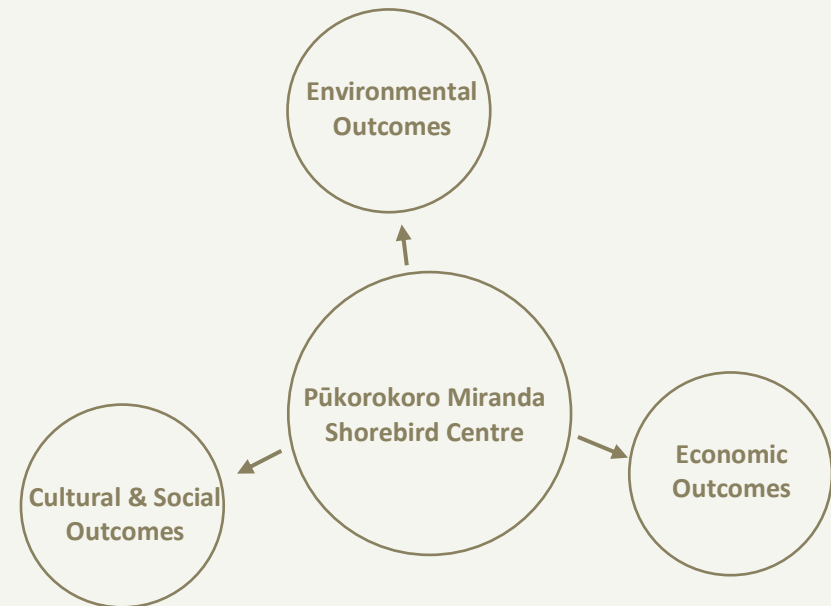 Environmental
Outcomes
Pūkorokoro Miranda
Shorebird Centre
Economic
Outcomes
Cultural & Social
Outcomes